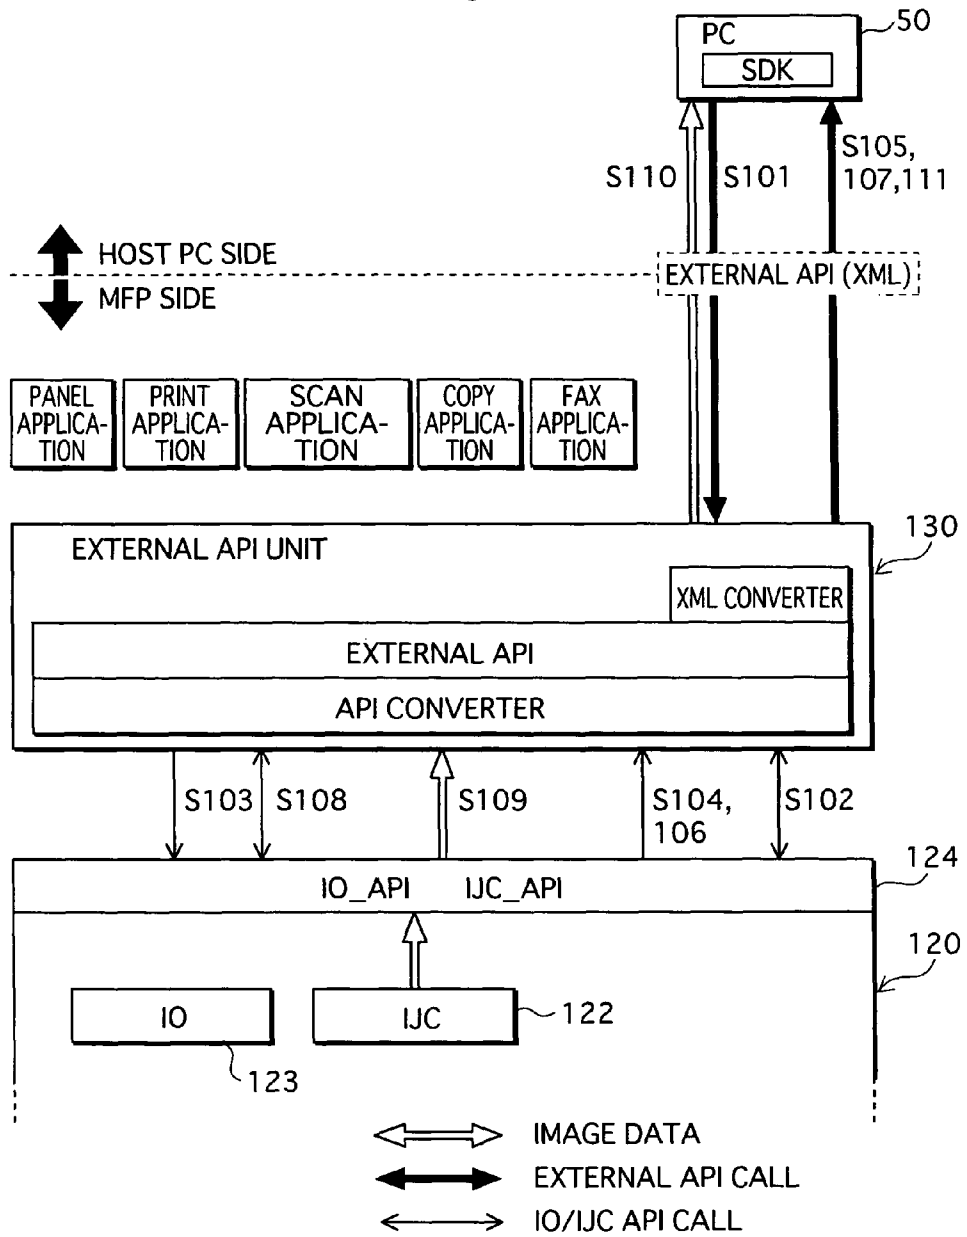 PC
50
SDK
S110
S101
S105,
107,111
HOST PC SIDE
EXTERNAL API (XML)
MFP SIDE
PANEL
APPLICA-
TION
PRINT
APPLICA-
TION
SCAN
APPLICA-
TION
COPY
APPLICA-
TION
FAX
APPLICA-
TION
130
EXTERNAL API UNIT
XML CONVERTER
EXTERNAL API
API CONVERTER
S103
S108
S109
S104,
106
S102
124
IO_API IJC_API
120
IO
IJC
122
123
IMAGE DATA
EXTERNAL API CALL
IO/IJC API CALL